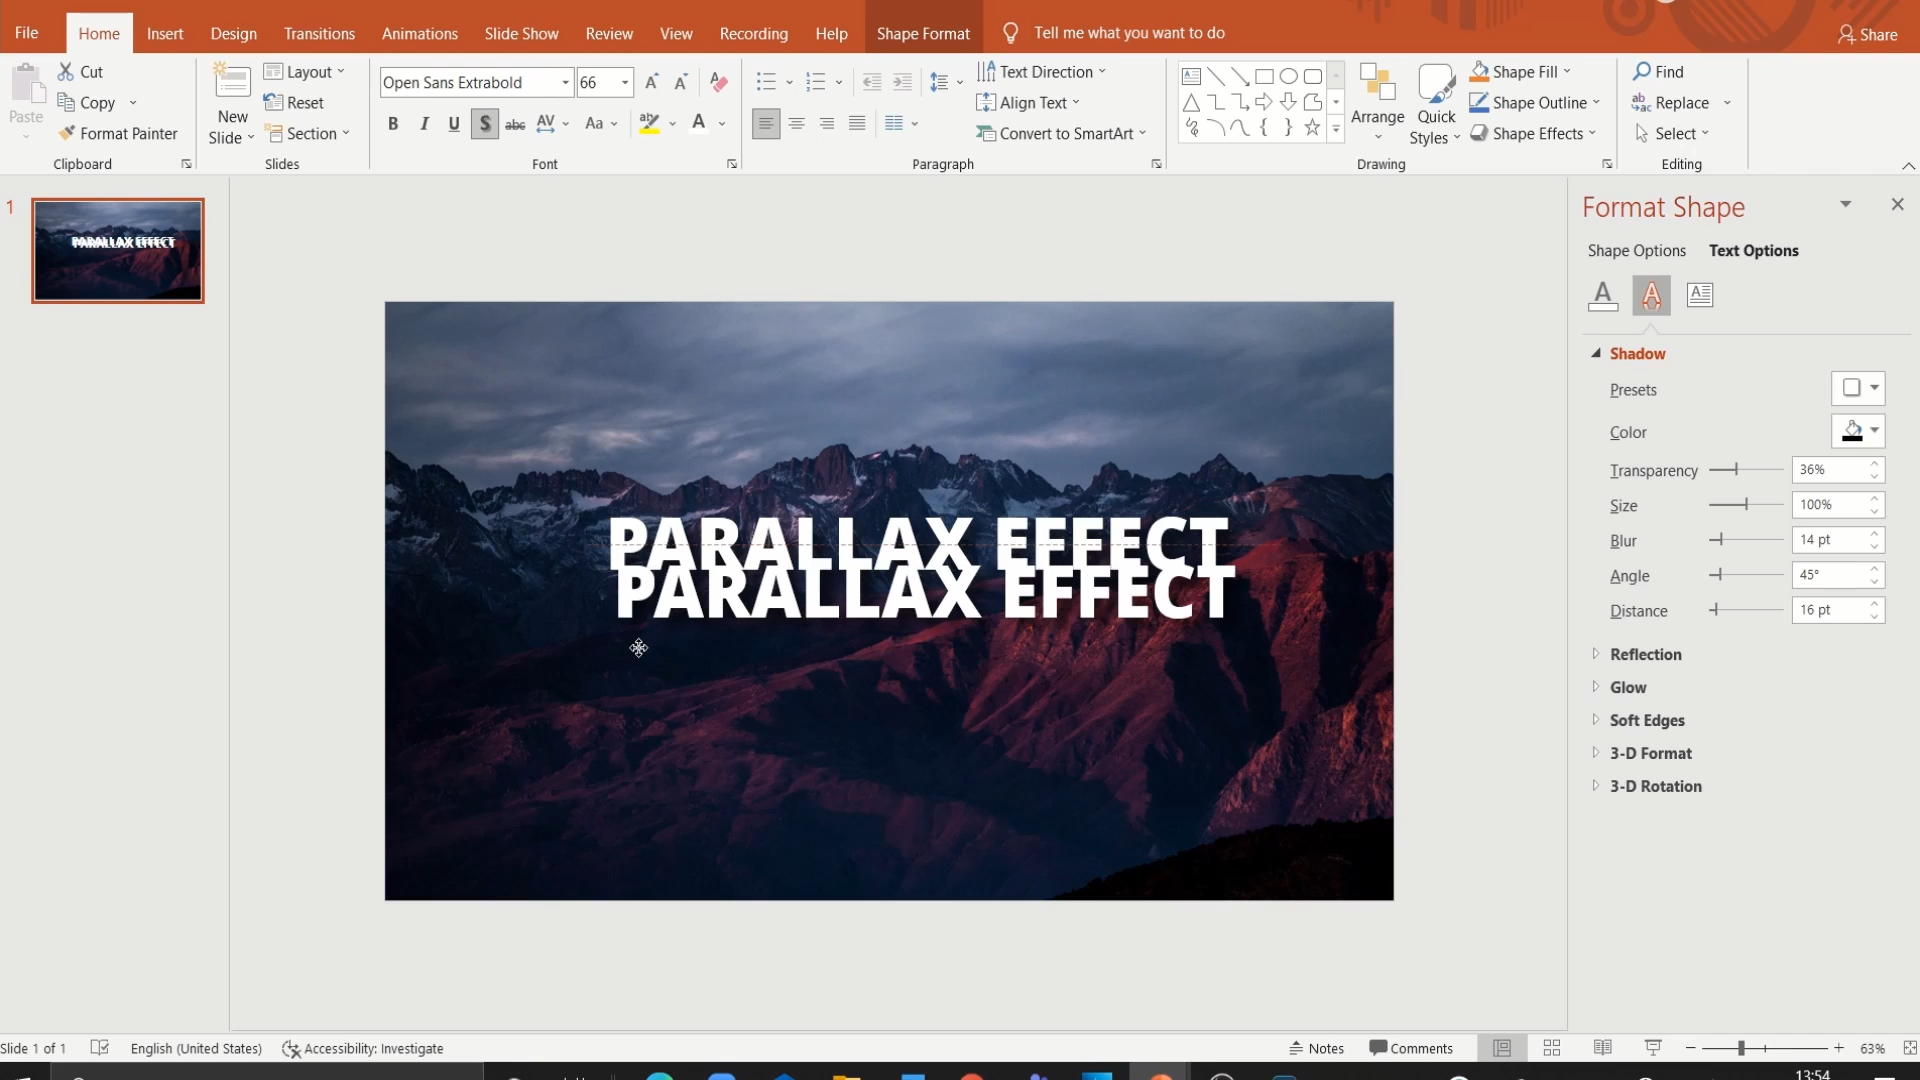 File Home Insert Design Transitions Animations Slide Show Review View Recording Help Shape Format Tell me what you want to do Share
Paste Cut Copy Format Painter Clipboard
New Slide Layout Reset Section Slides
Open Sans Extrabold 66
B I U S abc AV Aa A Font
Text Direction Align Text Convert to SmartArt Paragraph
Arrange Quick Styles Shape Fill Shape Outline Shape Effects Drawing
Find Replace Select Editing
1
PARALLAX EFFECT
PARALLAX EFFECT
PARALLAX EFFECT
PARALLAX EFFECT
Format Shape
Shape Options Text Options
Shadow
Presets
Color
Transparency 36%
Size 100%
Blur 14 pt
Angle 45°
Distance 16 pt
Reflection
Glow
Soft Edges
3-D Format
3-D Rotation
Slide 1 of 1 English (United States) Accessibility: Investigate Notes Comments 63%
13:54